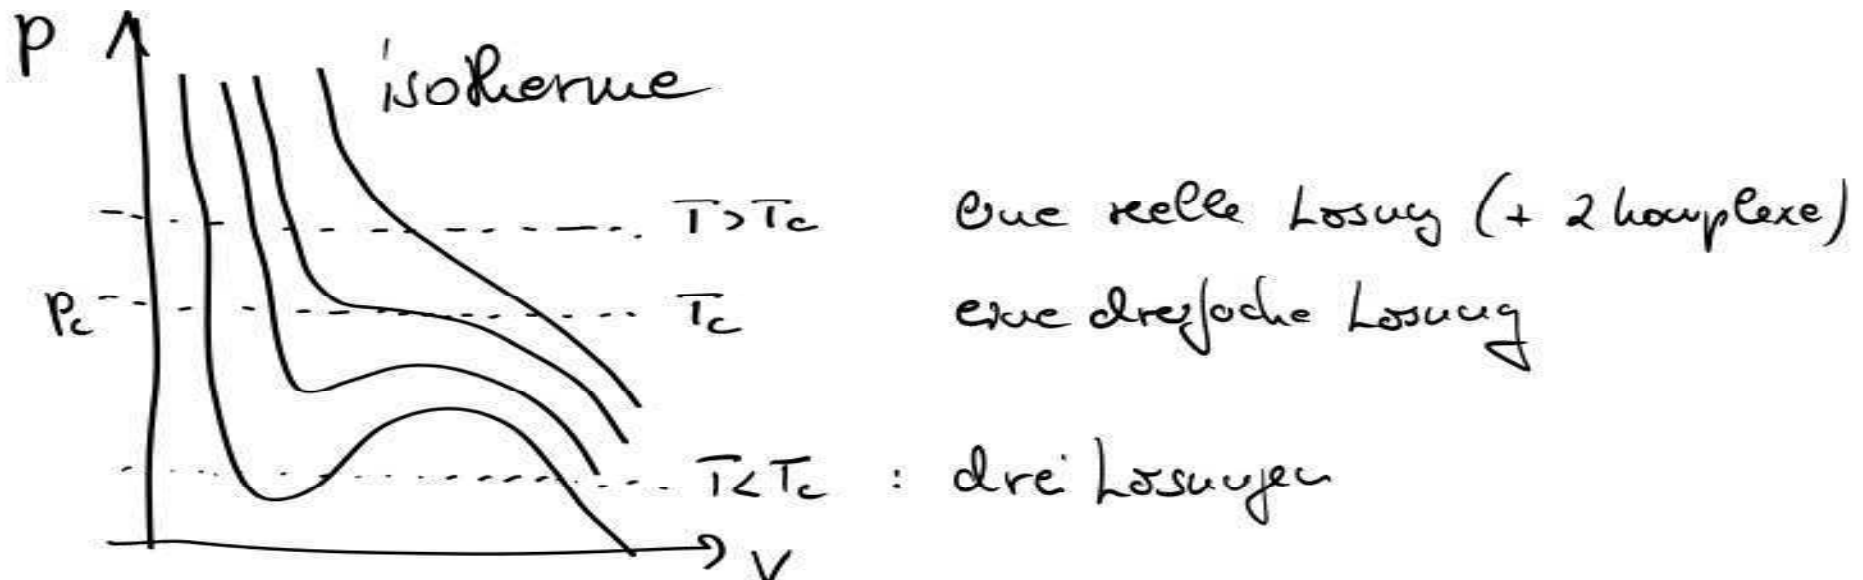 p
isotherme
T>Tc eine reelle Lösung (+ 2 komplexe)
Pc Tc eine dreifache Lösung
T<Tc : drei Lösungen
V